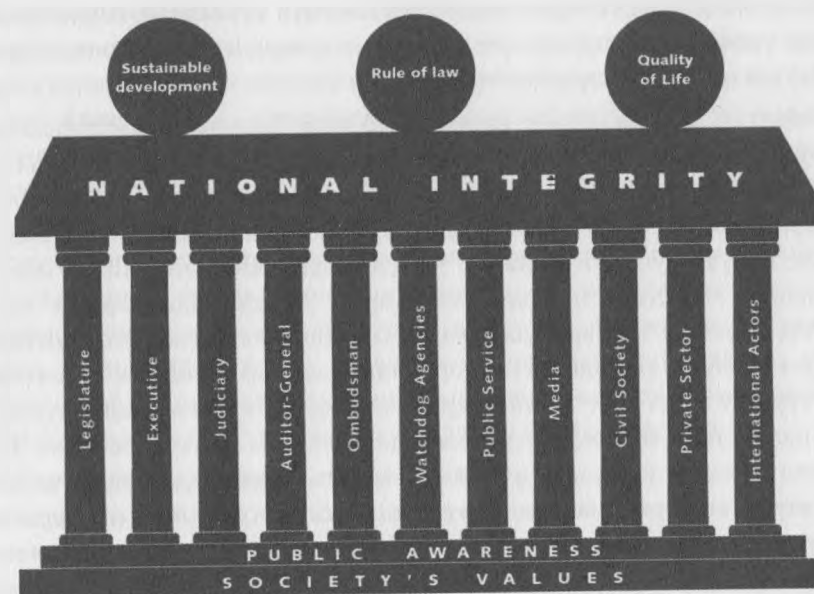 Sustainable
development
Rule of law
Quality
of Life
NATIONAL INTEGRITY
Legislature
Executive
Judiciary
Auditor-General
Ombudsman
Watchdog Agencies
Public Service
Media
Civil Society
Private Sector
International Actors
PUBLIC AWARENESS
SOCIETY'S VALUES